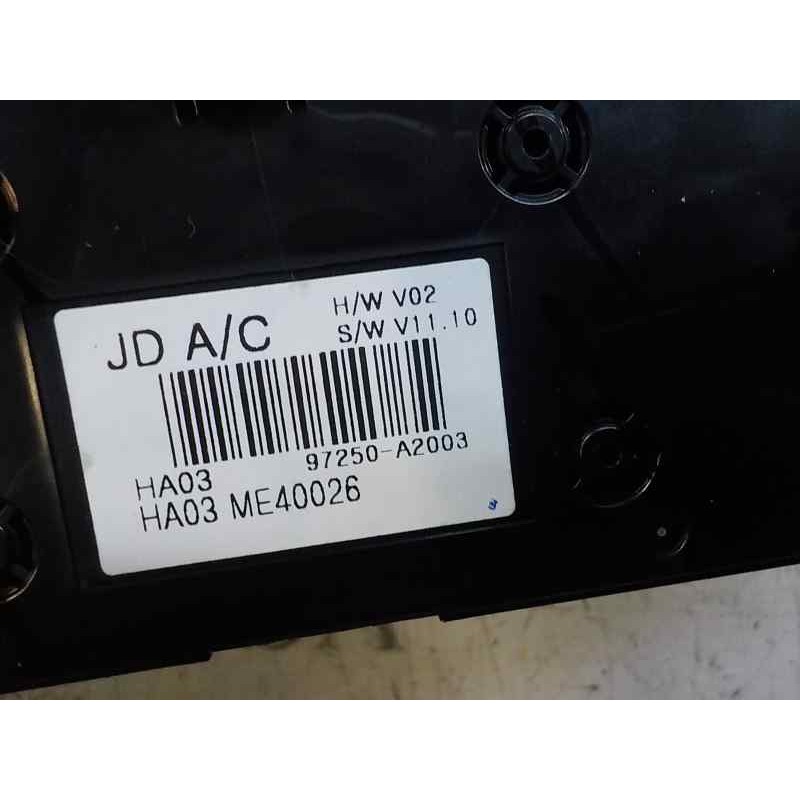 JD A/C
H/W V02
S/W V11.10
HA03
97250-A2003
HA03 ME40026